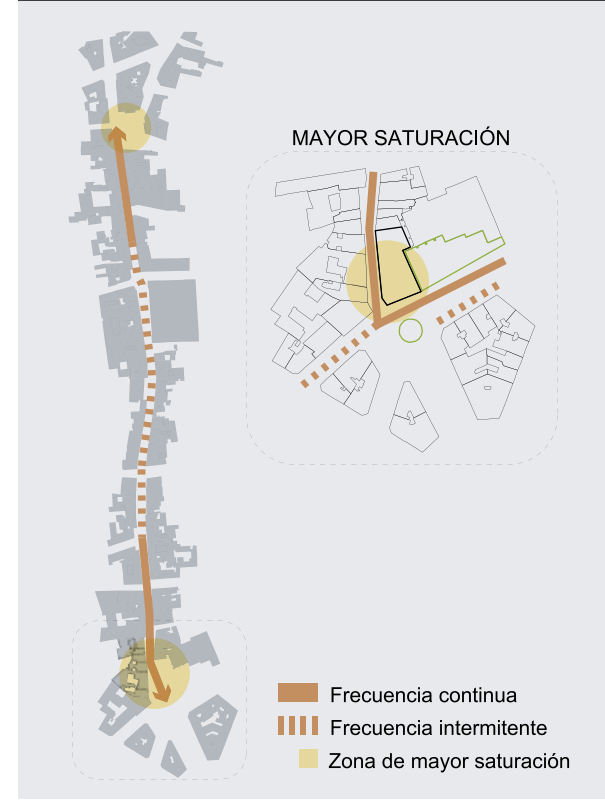 MAYOR SATURACIÓN
Frecuencia continua
Frecuencia intermitente
Zona de mayor saturación